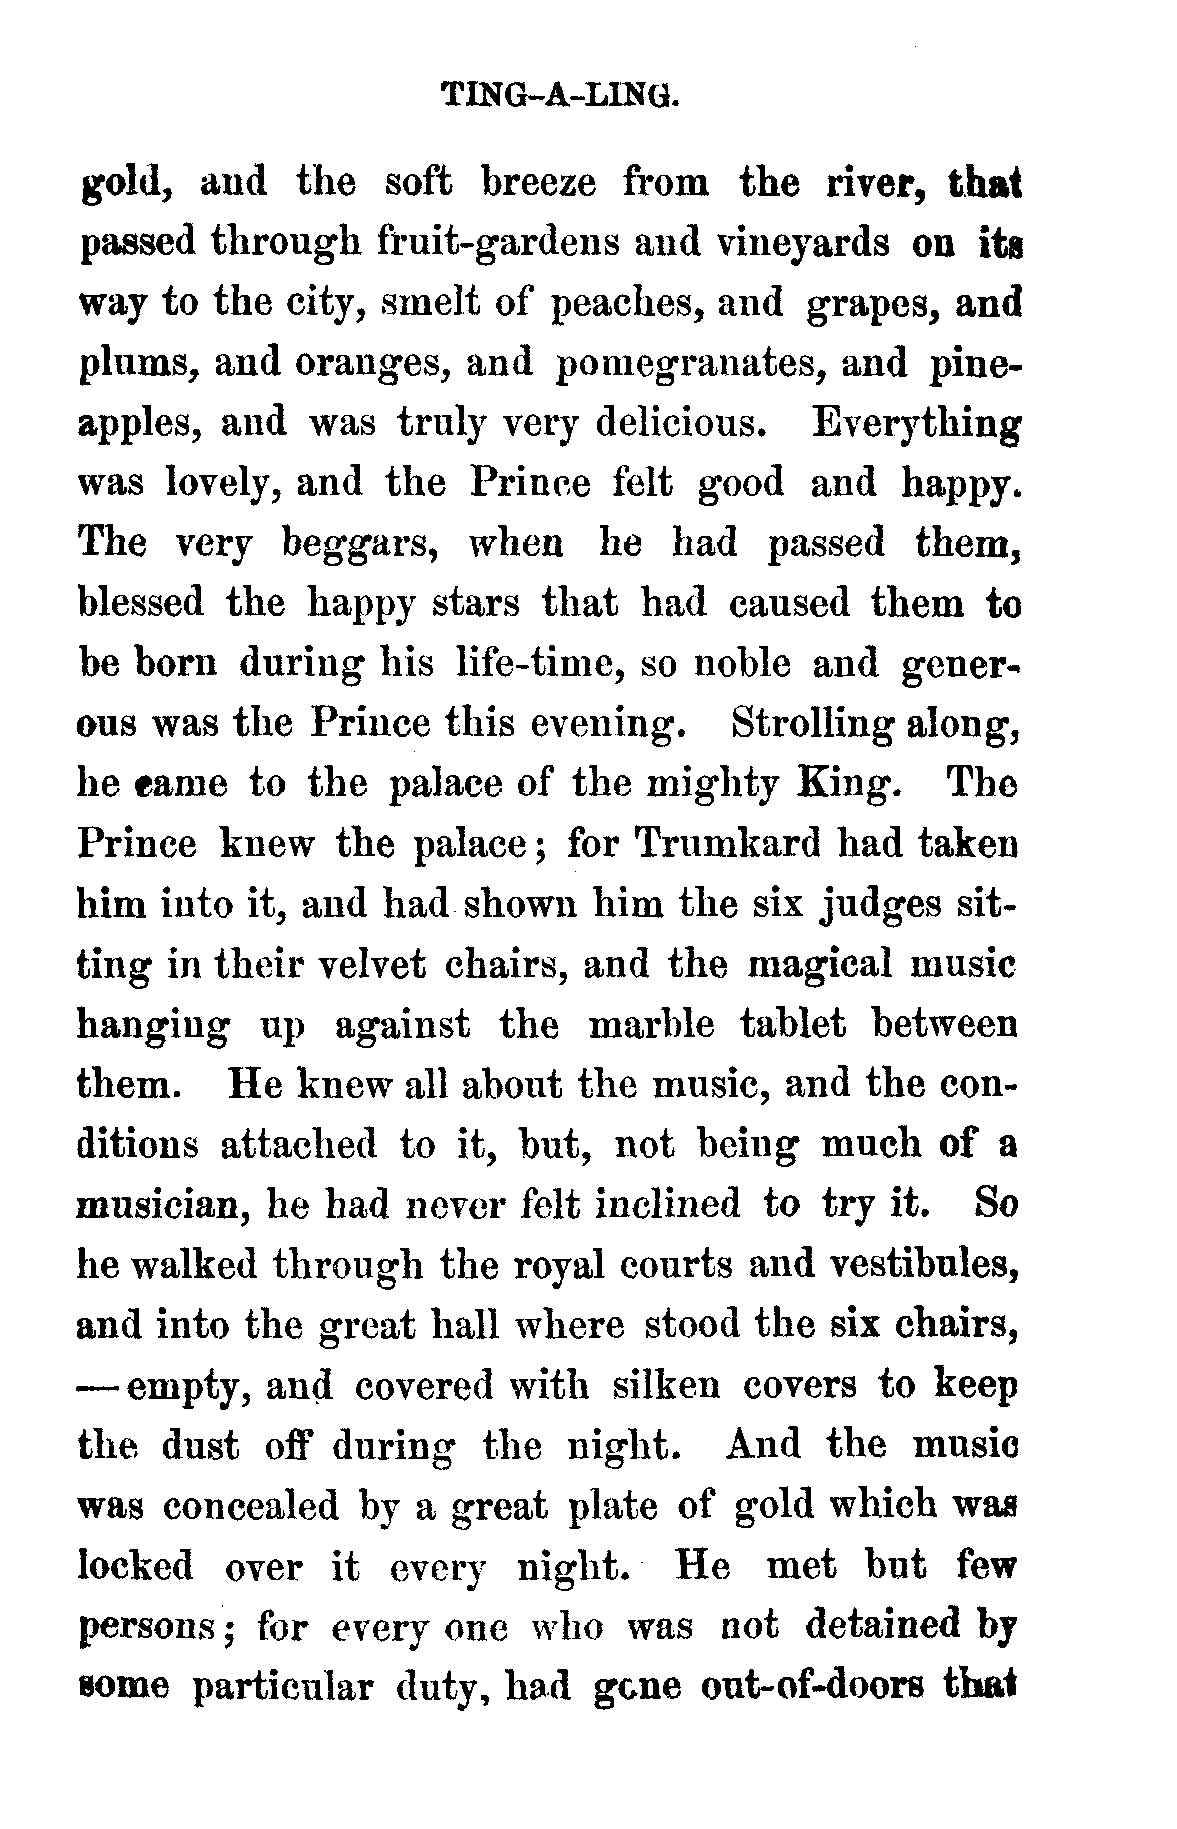 TING-A-LING.
gold, and the soft breeze from the river, that
passed through fruit-gardens and vineyards on its
way to the city, smelt of peaches, and grapes, and
plums, and oranges, and pomegranates, and pine-
apples, and was truly very delicious. Everything
was lovely, and the Prince felt good and happy.
The very beggars, when he had passed them,
blessed the happy stars that had caused them to
be born during his life-time, so noble and gener-
ous was the Prince this evening. Strolling along,
he came to the palace of the mighty King. The
Prince knew the palace; for Trumkard had taken
him into it, and had shown him the six judges sit-
ting in their velvet chairs, and the magical music
hanging up against the marble tablet between
them. He knew all about the music, and the con-
ditions attached to it, but, not being much of a
musician, he had never felt inclined to try it. So
he walked through the royal courts and vestibules,
and into the great hall where stood the six chairs,
—empty, and covered with silken covers to keep
the dust off during the night. And the music
was concealed by a great plate of gold which was
locked over it every night. He met but few
persons; for every one who was not detained by
some particular duty, had gone out-of-doors that